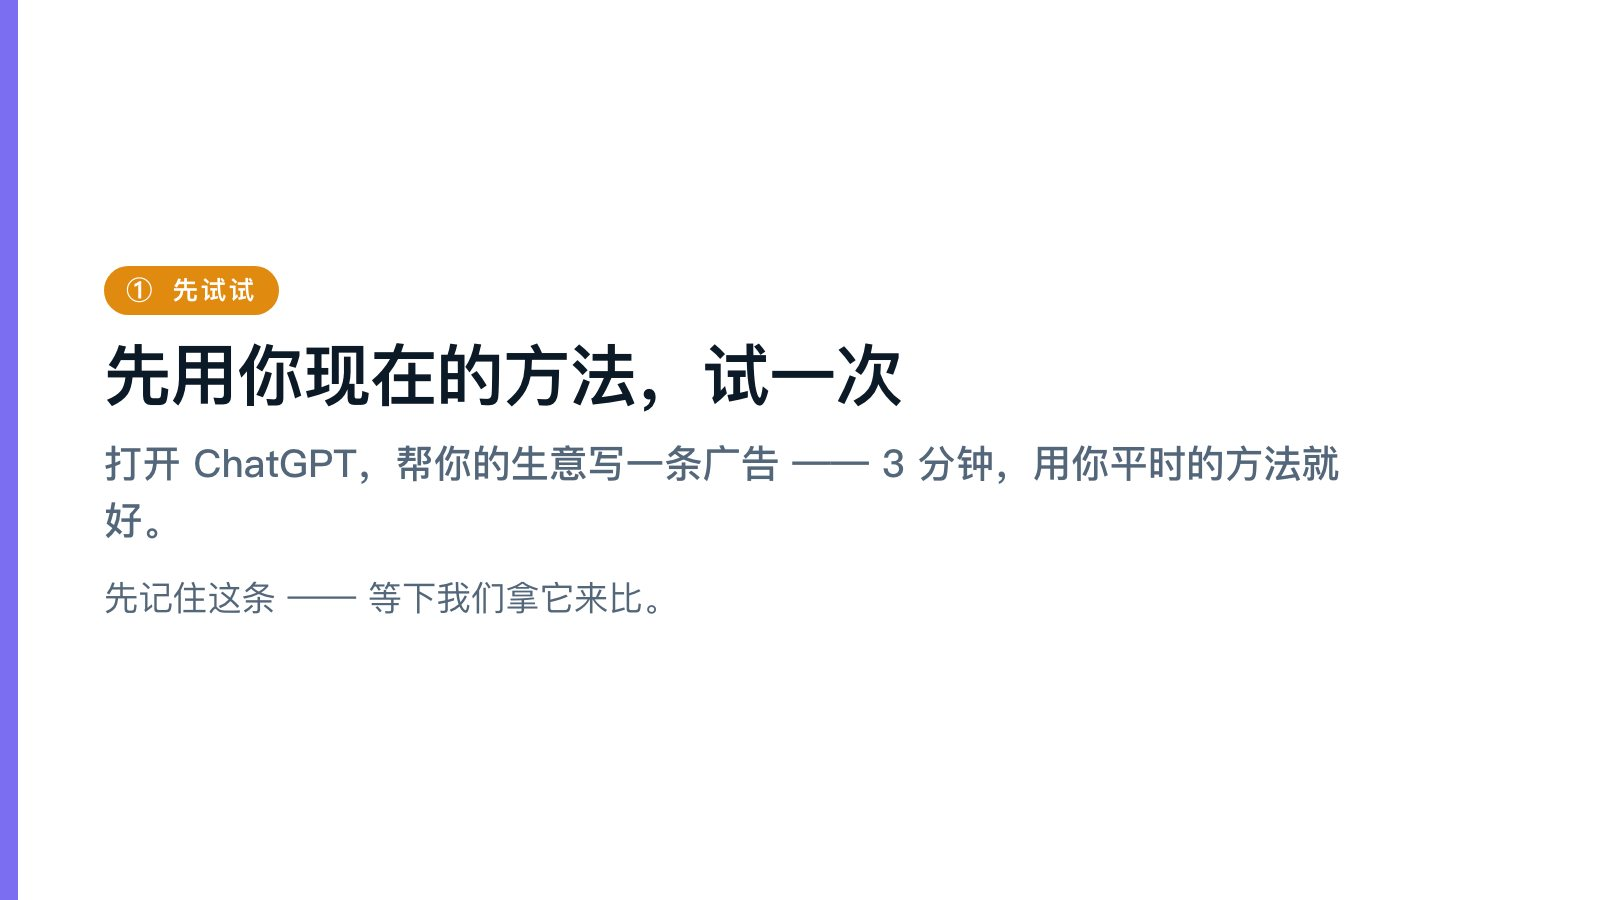 ① 先试试
先用你现在的方法，试一次
打开 ChatGPT，帮你的生意写一条广告 —— 3 分钟，用你平时的方法就
好。
先记住这条 —— 等下我们拿它来比。